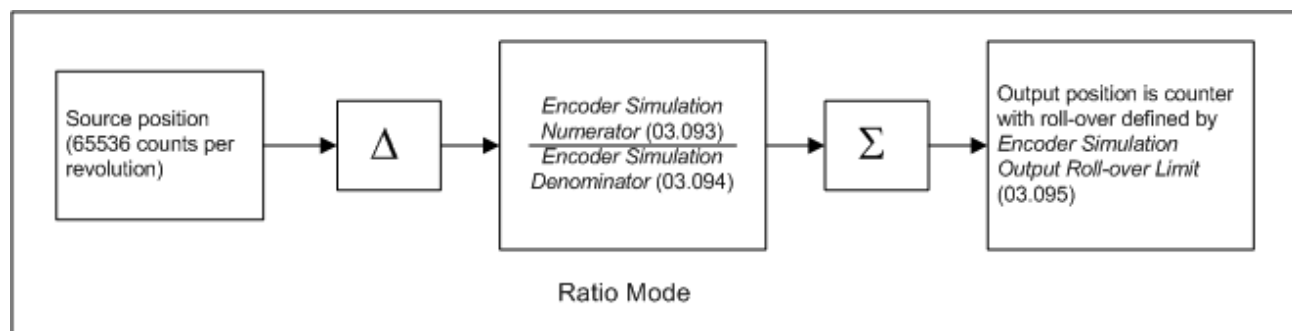 Source position
(65536 counts per
revolution)
Δ
Encoder Simulation
Numerator (03.093)
Encoder Simulation
Denominator (03.094)
Σ
Output position is counter
with roll-over defined by
Encoder Simulation
Output Roll-over Limit
(03.095)
Ratio Mode